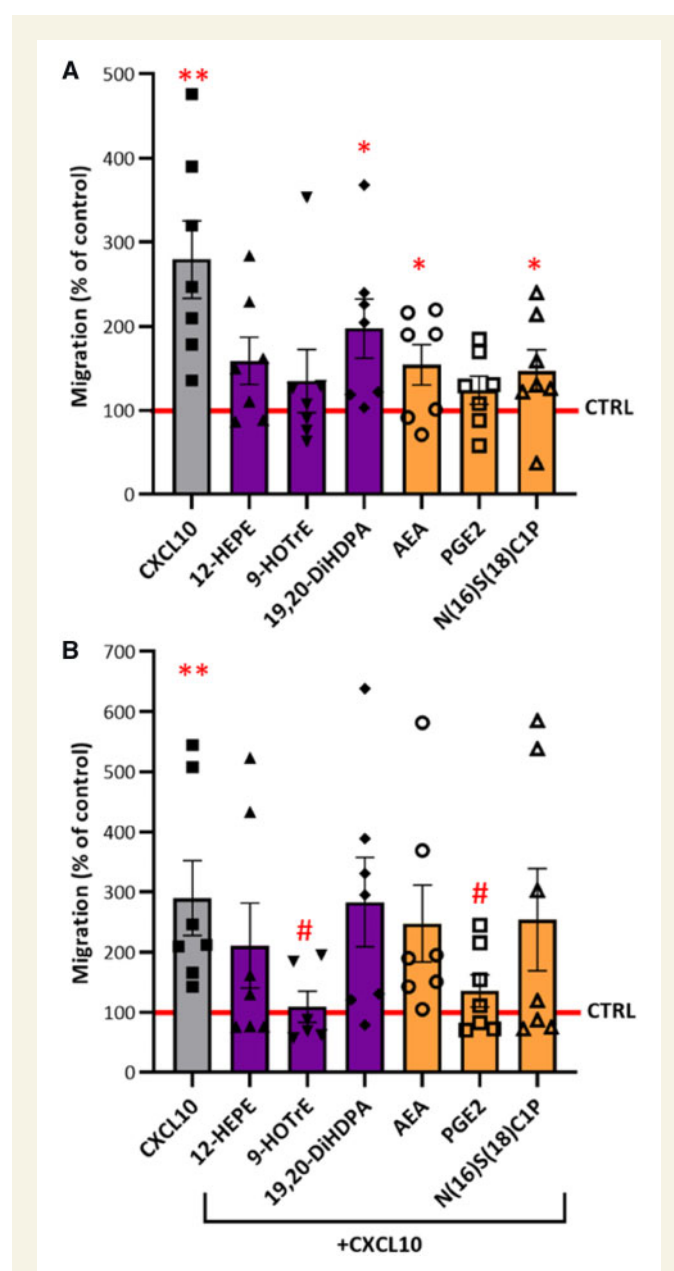 A
500
**
400
*
300
*
*
200
100
CTRL
0
Migration (% of control)
CXCL10
12-HEPE
9-HOTrE
19,20-DiHDPA
AEA
PGE2
N(16)S(18)C1P
B
700
**
600
500
400
300
#
#
200
100
CTRL
0
Migration (% of control)
CXCL10
12-HEPE
9-HOTrE
19,20-DiHDPA
AEA
PGE2
N(16)S(18)C1P
+CXCL10